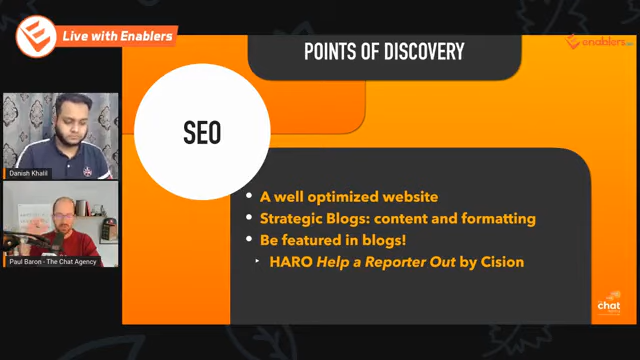 Live with Enablers
POINTS OF DISCOVERY
enablers
SEO
Danish Khalil
Paul Baron - The Chat Agency
A well optimized website
Strategic Blogs: content and formatting
Be featured in blogs!
HARO Help a Reporter Out by Cision
chat